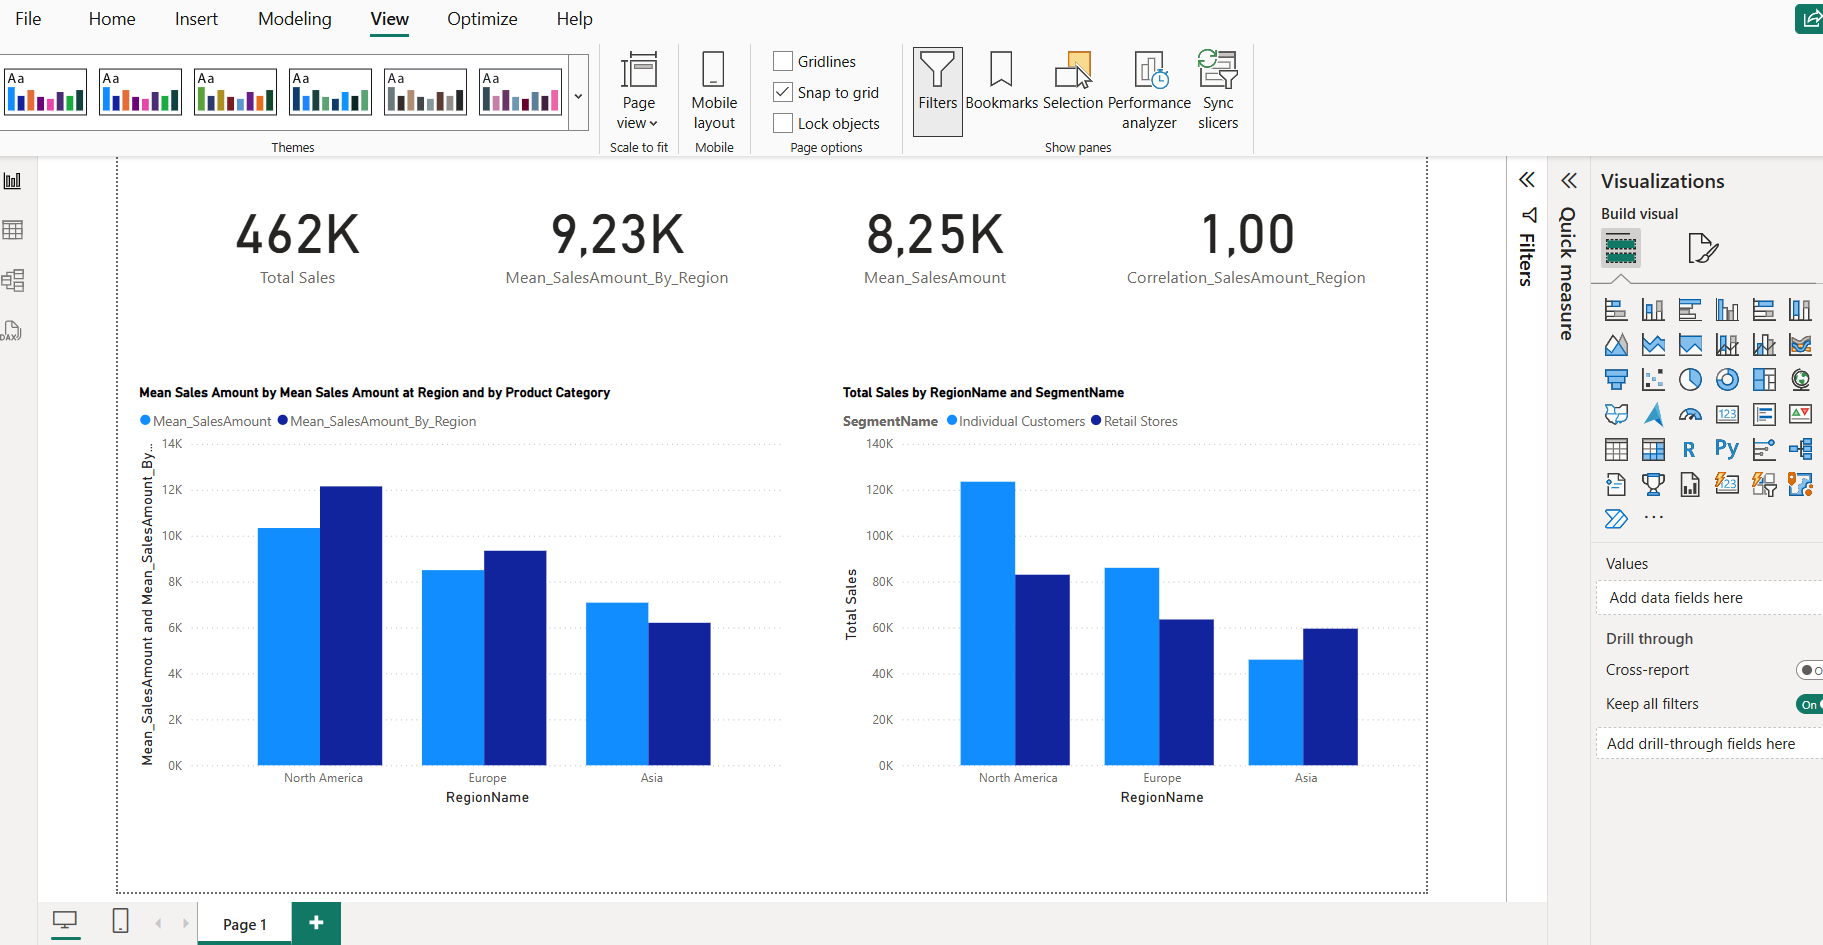 File Home Insert Modeling View Optimize Help
Aa Aa Aa Aa Aa Aa
Themes
Page view
Scale to fit
Mobile layout
Mobile
Gridlines
Snap to grid
Lock objects
Page options
Filters
Bookmarks
Selection
Performance analyzer
Sync slicers
Show panes
DAX
462K
Total Sales
9,23K
Mean_SalesAmount_By_Region
8,25K
Mean_SalesAmount
1,00
Correlation_SalesAmount_Region
Mean Sales Amount by Mean Sales Amount at Region and by Product Category
Mean_SalesAmount Mean_SalesAmount_By_Region
Mean_SalesAmount and Mean_SalesAmount_By...
14K
12K
10K
8K
6K
4K
2K
0K
North America Europe Asia
RegionName
Total Sales by RegionName and SegmentName
SegmentName Individual Customers Retail Stores
Total Sales
140K
120K
100K
80K
60K
40K
20K
0K
North America Europe Asia
RegionName
Filters
Quick measure
Visualizations
Build visual
123
R Py
123
...
Values
Add data fields here
Drill through
Cross-report
Keep all filters On
Add drill-through fields here
Page 1
+